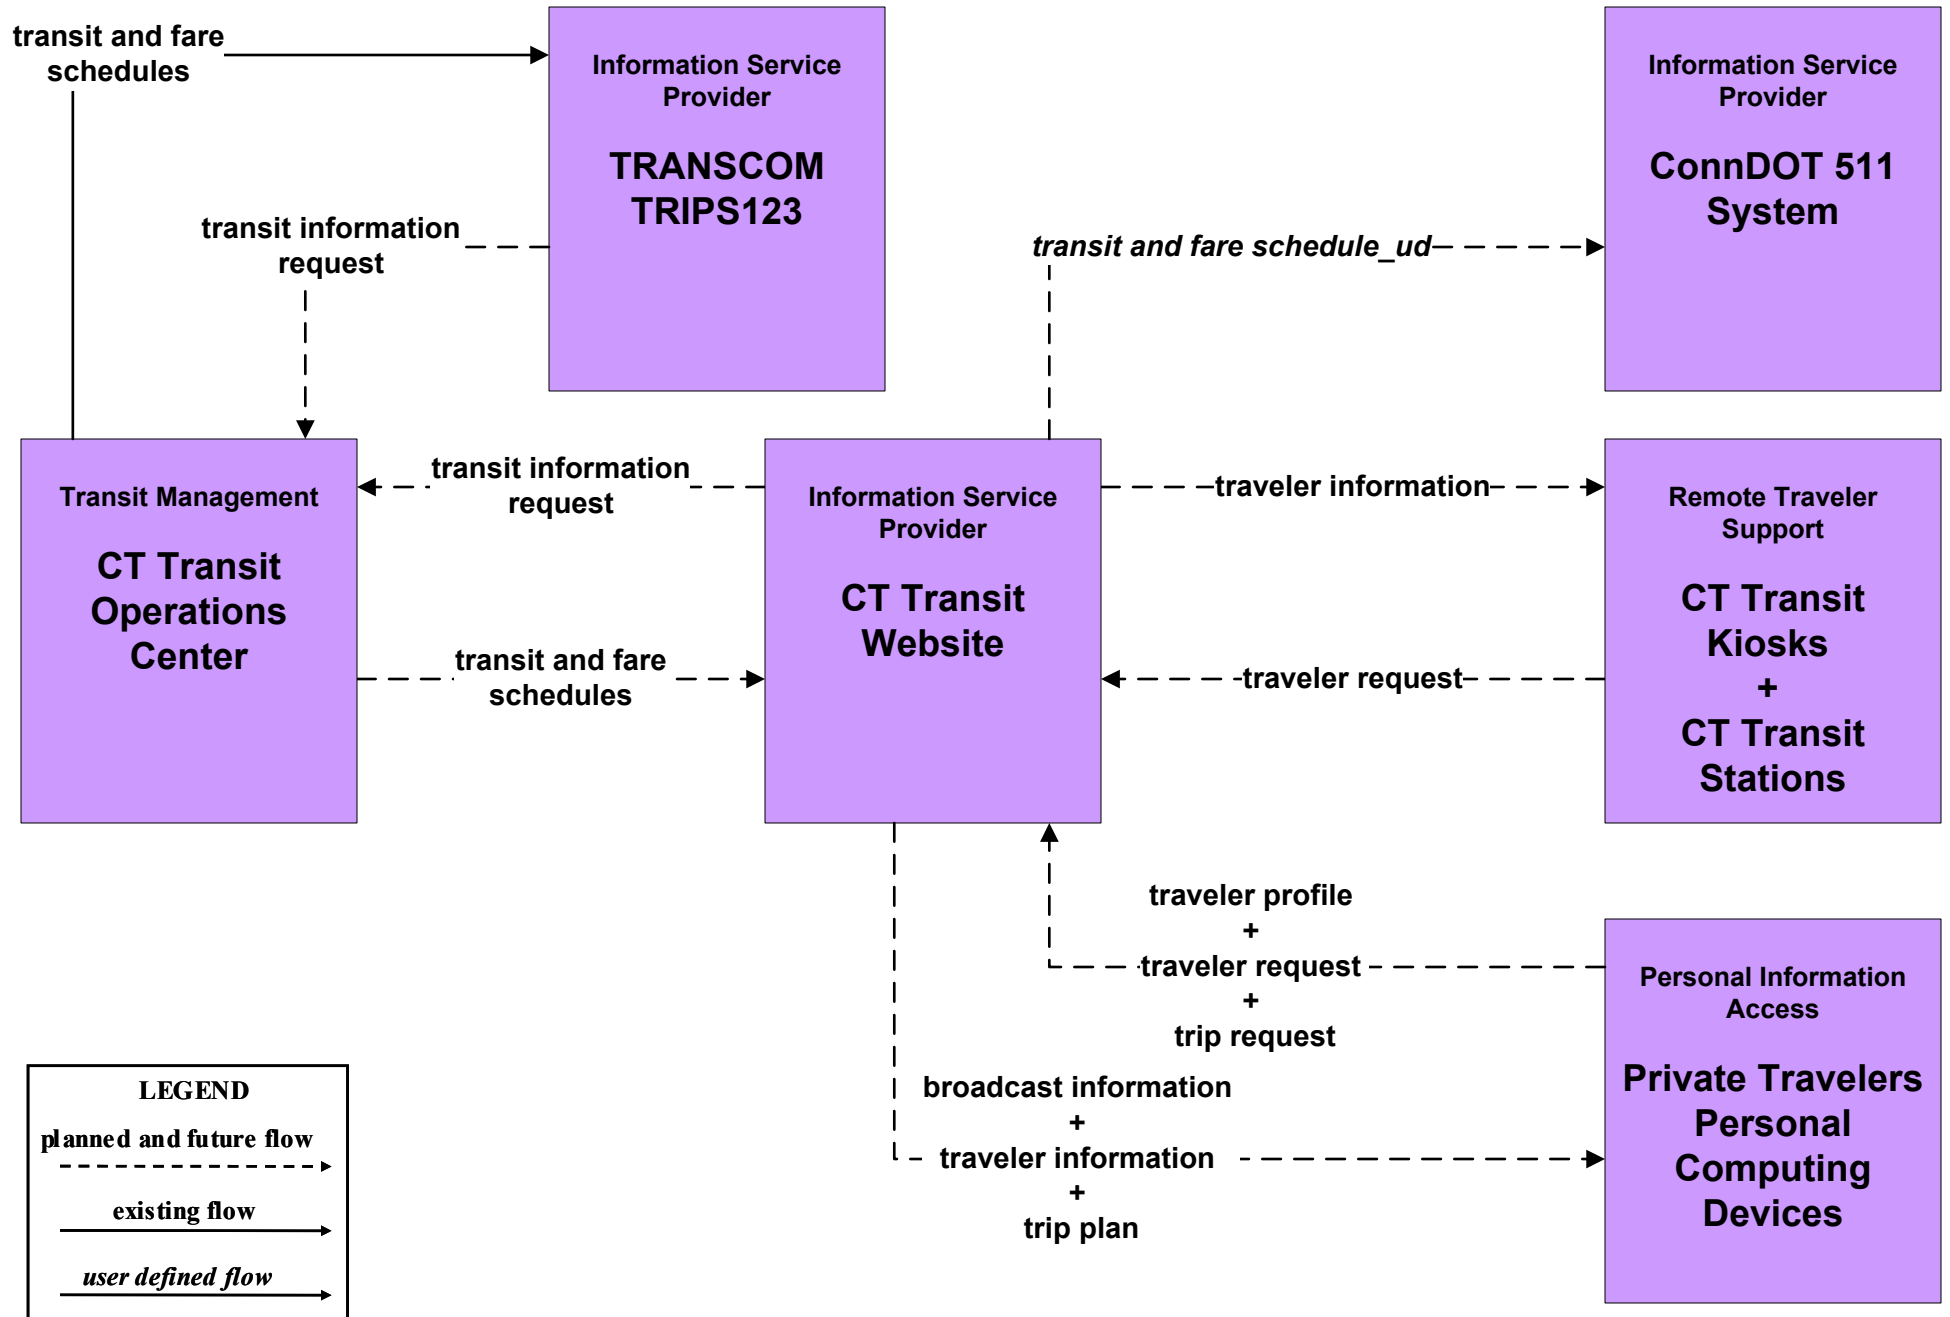 transit and fare
schedules
Information Service
Provider
TRANSCOM
TRIPS123
Information Service
Provider
ConnDOT 511
System
transit information
request
transit and fare schedule_ud
Transit Management
CT Transit
Operations
Center
transit information
request
transit and fare
schedules
Information Service
Provider
CT Transit
Website
traveler information
traveler request
Remote Traveler
Support
CT Transit
Kiosks
+
CT Transit
Stations
traveler profile
+
traveler request
+
trip request
broadcast information
+
traveler information
+
trip plan
Personal Information
Access
Private Travelers
Personal
Computing
Devices
LEGEND
planned and future flow
existing flow
user defined flow